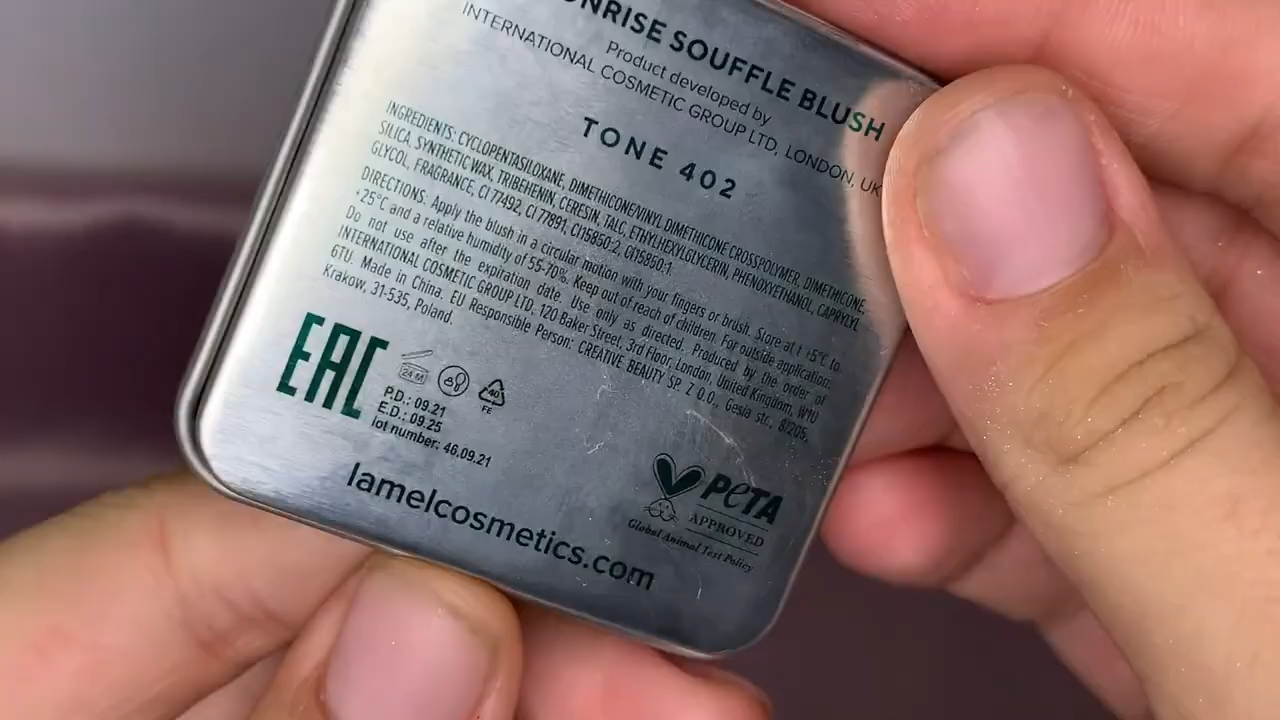 SOUFFLE BLUSH
Product developed by
INTERNATIONAL COSMETIC GROUP LTD, LONDON, UK
TONE 402
INGREDIENTS: CYCLOPENTASILOXANE, DIMETHICONE/VINYL DIMETHICONE CROSSPOLYMER, DIMETHICONE,
SILICA, SYNTHETIC WAX, TRIBEHENIN, CERESIN, TALC, ETHYLHEXYLGLYCERIN, PHENOXYETHANOL, CAPRYLYL
GLYCOL, FRAGRANCE, CI 77492, CI 77891, CI15850:2, CI15850:1.
DIRECTIONS: Apply the blush in a circular motion with your fingers or brush. Store at t +5°C to
+25°C and a relative humidity of 55-70%. Keep out of reach of children. For outside application.
Do not use after the expiration date. Use only as directed. Produced by the order of
INTERNATIONAL COSMETIC GROUP LTD, 120 Baker Street, 3rd Floor, London, United Kingdom, W1U
6TU. Made in China. EU Responsible Person: CREATIVE BEAUTY SP. Z O.O., Gesia str., 8/205,
Krakow, 31-535, Poland.
EAC
24 M
40
FE
P.D.: 09.21
E.D.: 09.25
lot number: 46.09.21
PETA
APPROVED
Global Animal Test Policy
lamelcosmetics.com